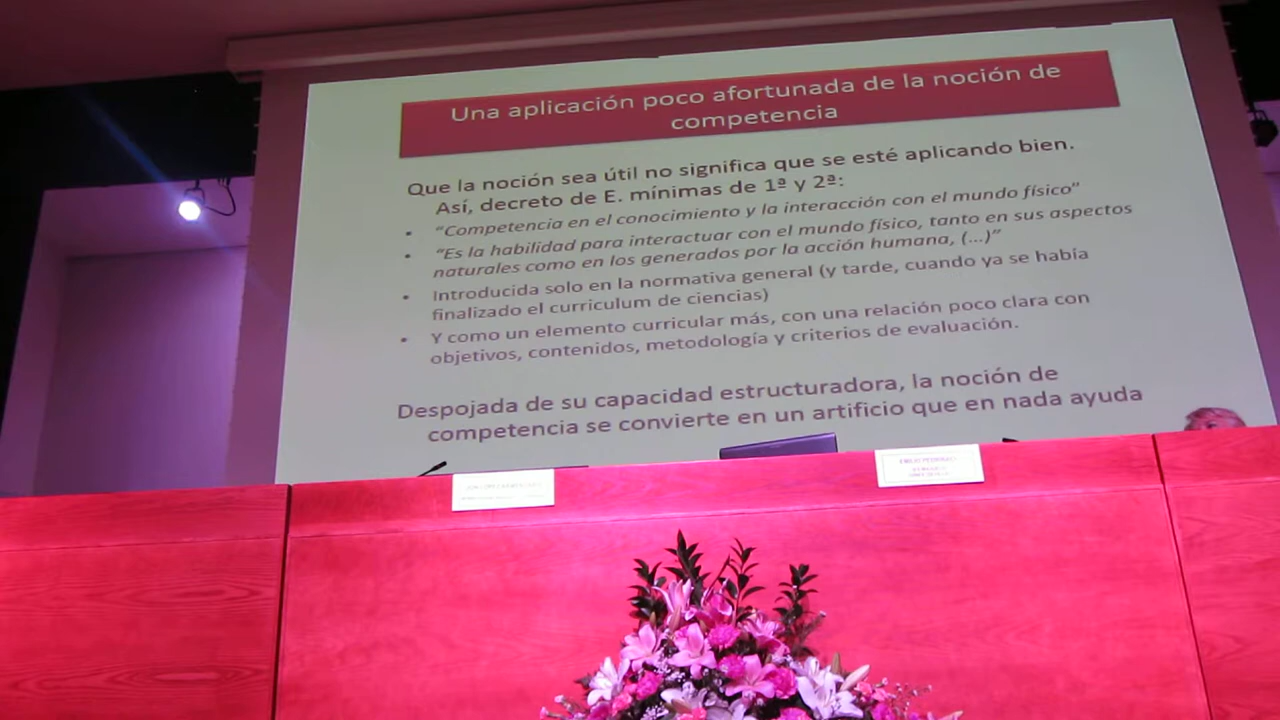 Una aplicación poco afortunada de la noción de
competencia
Que la noción sea útil no significa que se esté aplicando bien.
Así, decreto de E. mínimas de 1ª y 2ª:
• “Competencia en el conocimiento y la interacción con el mundo físico”
• “Es la habilidad para interactuar con el mundo físico, tanto en sus aspectos
naturales como en los generados por la acción humana, (...)”
• Introducida solo en la normativa general (y tarde, cuando ya se había
finalizado el curriculum de ciencias)
• Y como un elemento curricular más, con una relación poco clara con
objetivos, contenidos, metodología y criterios de evaluación.
Despojada de su capacidad estructuradora, la noción de
competencia se convierte en un artificio que en nada ayuda